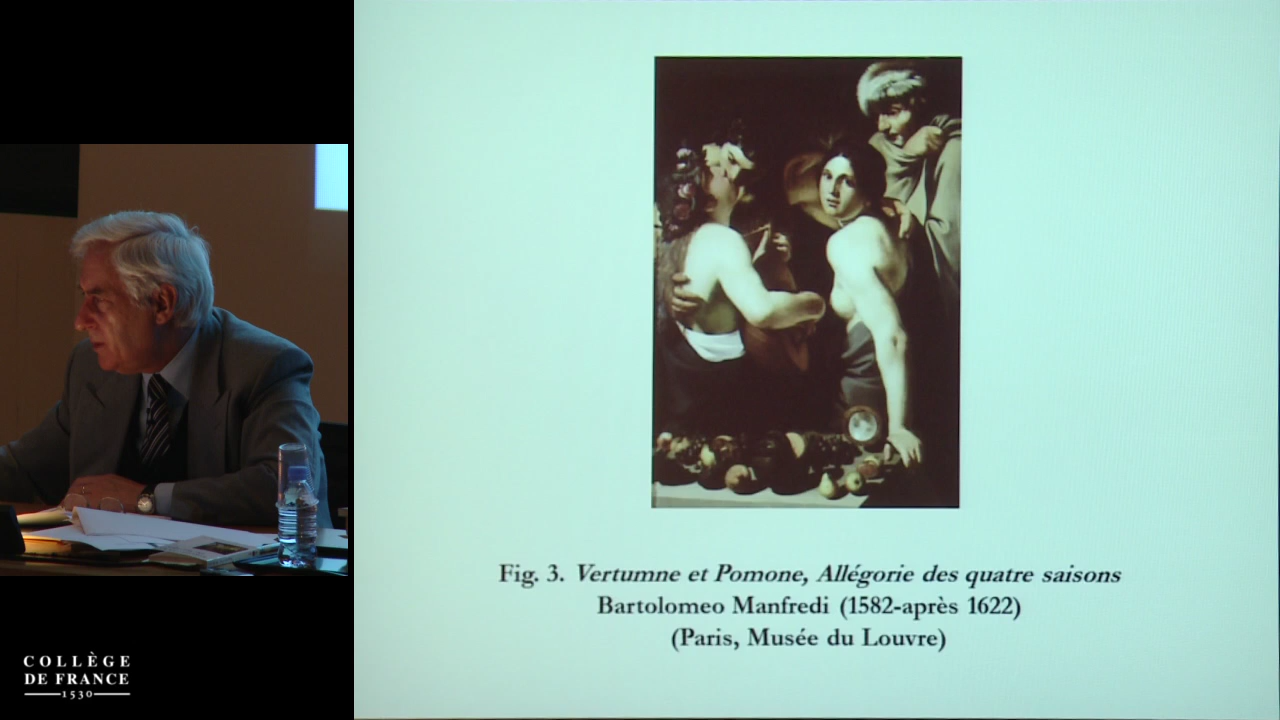 Fig. 3. Vertumne et Pomone, Allégorie des quatre saisons
Bartolomeo Manfredi (1582-après 1622)
(Paris, Musée du Louvre)
COLLÈGE
DE FRANCE
1530